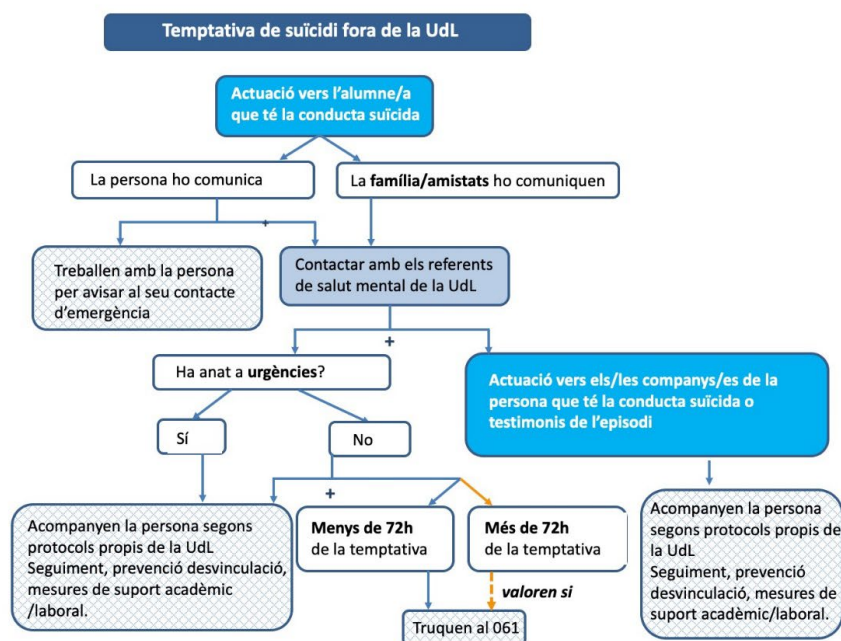 Temptativa de suïcidi fora de la UdL
Actuació vers l'alumne/a
que té la conducta suïcida
La persona ho comunica
La família/amistats ho comuniquen
+
Treballen amb la persona
per avisar al seu contacte
d'emergència
Contactar amb els referents
de salut mental de la UdL
+
Ha anat a urgències?
Actuació vers els/les companys/es de la
persona que té la conducta suïcida o
testimonis de l'episodi
Sí
No
+
Acompanyen la persona segons
protocols propis de la UdL
Seguiment, prevenció desvinculació,
mesures de suport acadèmic
/laboral.
Menys de 72h
de la temptativa
Més de 72h
de la temptativa
valoren si
Truquen al 061
Acompanyen la persona
segons protocols propis de
la UdL
Seguiment, prevenció
desvinculació, mesures de
suport acadèmic/laboral.